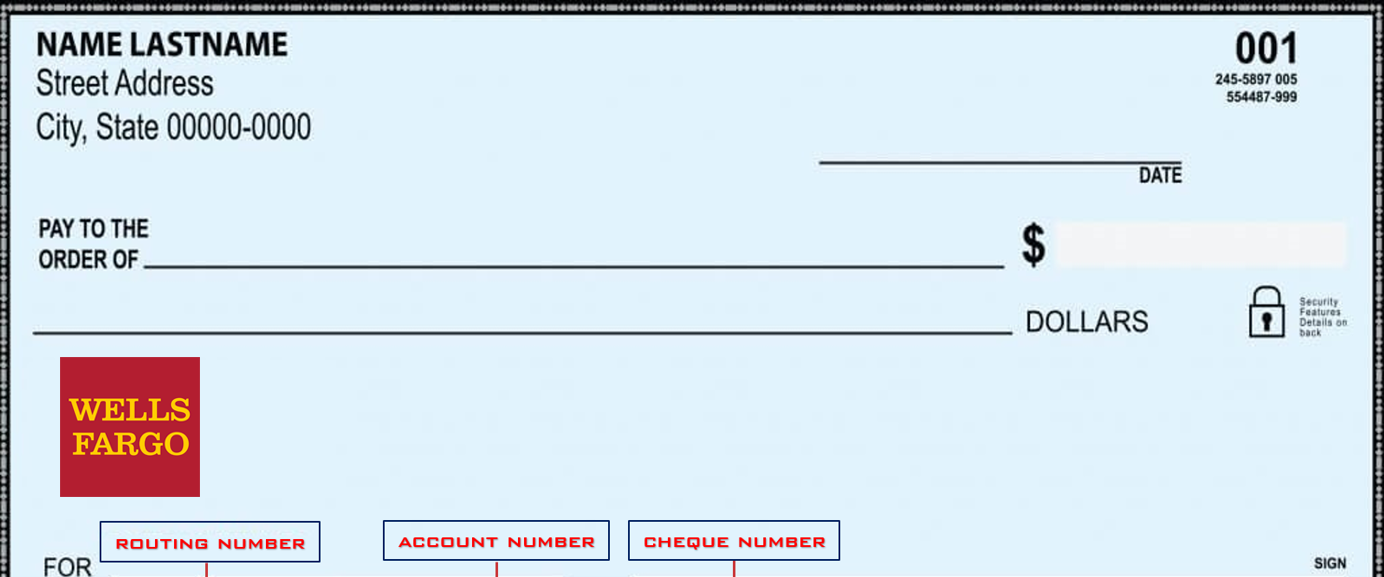 NAME LASTNAME
Street Address
City, State 00000-0000
001
245-5897 005
554487-999
DATE
PAY TO THE
ORDER OF
$
DOLLARS
Security
Features
Details on
back
WELLS
FARGO
ROUTING NUMBER
ACCOUNT NUMBER
CHEQUE NUMBER
FOR
SIGN